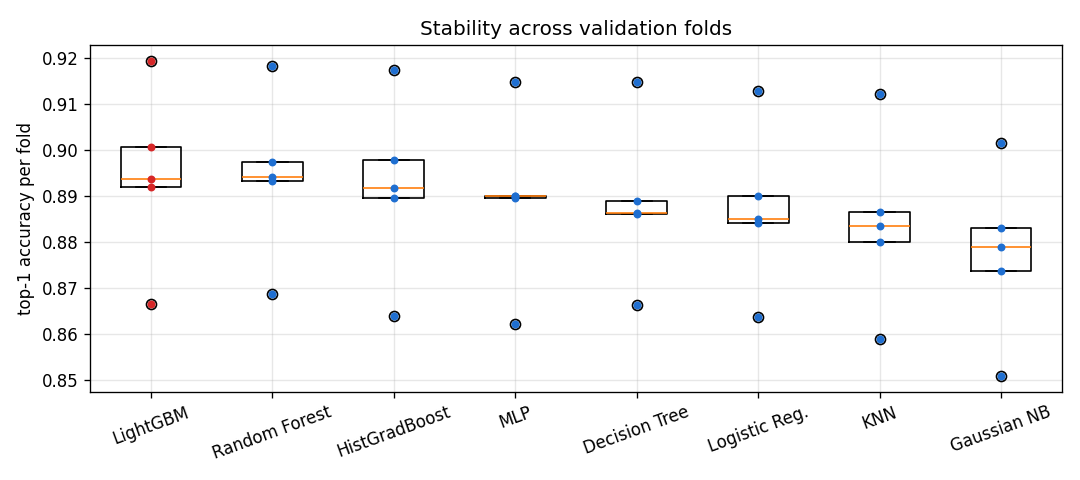 Stability across validation folds
top-1 accuracy per fold
0.92
0.91
0.90
0.89
0.88
0.87
0.86
0.85
LightGBM
Random Forest
HistGradBoost
MLP
Decision Tree
Logistic Reg.
KNN
Gaussian NB